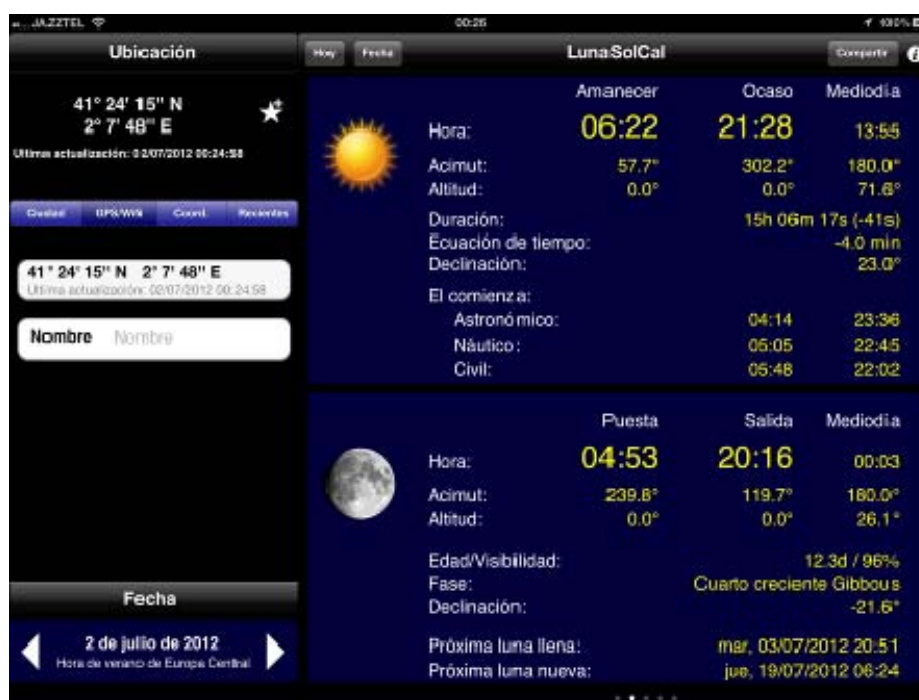 JAZZTEL 00:26 100%
Ubicación
Hoy Fecha LunaSolCal Compartir
41° 24' 15" N
2° 7' 48" E
Ultima actualización: 02/07/2012 00:24:58
Ciudad GPS/Wifi Coord. Recientes
41° 24' 15" N 2° 7' 48" E
Ultima actualización: 02/07/2012 00:24:58
Nombre Nombre
Fecha
2 de julio de 2012
Hora de verano de Europa Central
Amanecer Ocaso Mediodía
Hora: 06:22 21:28 13:55
Acimut: 57.7° 302.2° 180.0°
Altitud: 0.0° 0.0° 71.6°
Duración: 15h 06m 17s (-41s)
Ecuación de tiempo: -4.0 min
Declinación: 23.0°
El comienza:
Astronómico: 04:14 23:36
Náutico: 05:05 22:45
Civil: 05:48 22:02
Puesta Salida Mediodía
Hora: 04:53 20:16 00:03
Acimut: 239.8° 119.7° 180.0°
Altitud: 0.0° 0.0° 26.1°
Edad/Visibilidad: 12.3d / 96%
Fase: Cuarto creciente Gibbous
Declinación: -21.6°
Próxima luna llena: mar, 03/07/2012 20:51
Próxima luna nueva: jue, 19/07/2012 06:24